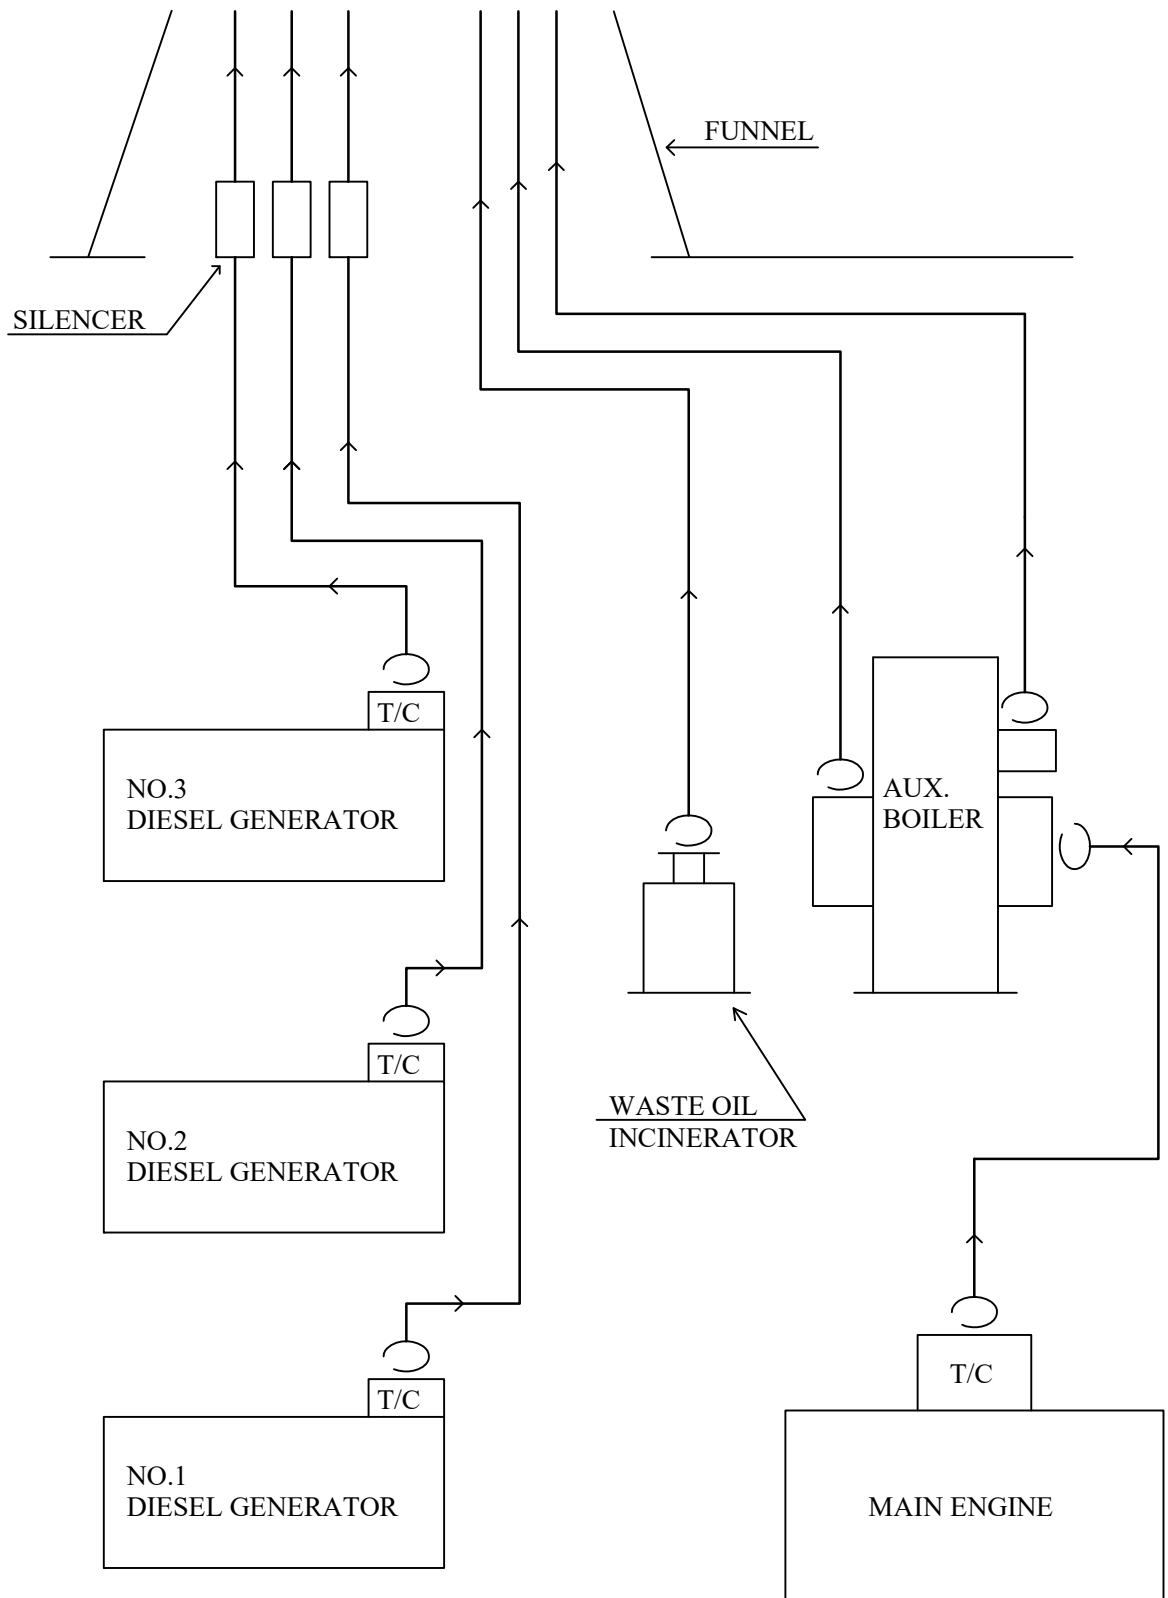 FUNNEL
SILENCER
T/C
NO.3
DIESEL GENERATOR
AUX.
BOILER
T/C
WASTE OIL
INCINERATOR
NO.2
DIESEL GENERATOR
T/C
T/C
NO.1
DIESEL GENERATOR
MAIN ENGINE